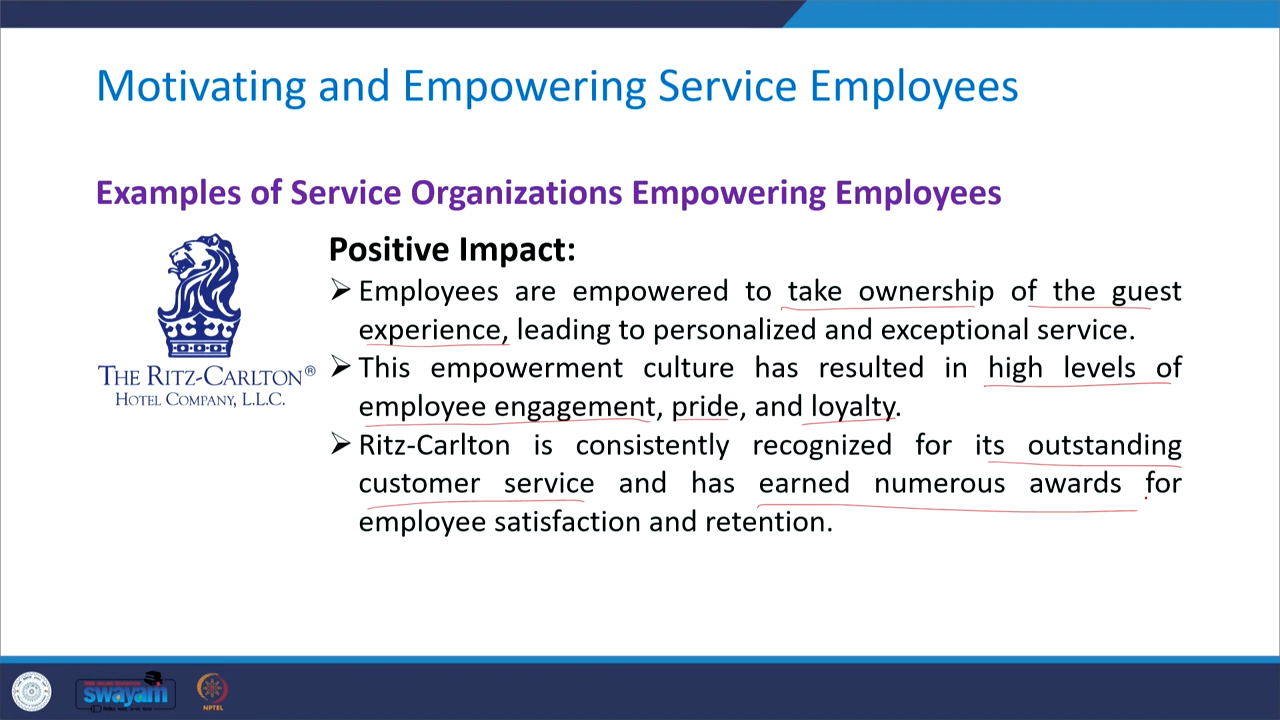 Motivating and Empowering Service Employees
Examples of Service Organizations Empowering Employees
THE RITZ-CARLTON®
HOTEL COMPANY, L.L.C.
Positive Impact:
Employees are empowered to take ownership of the guest
experience, leading to personalized and exceptional service.
This empowerment culture has resulted in high levels of
employee engagement, pride, and loyalty.
Ritz-Carlton is consistently recognized for its outstanding
customer service and has earned numerous awards for
employee satisfaction and retention.
swayam
NPTEL